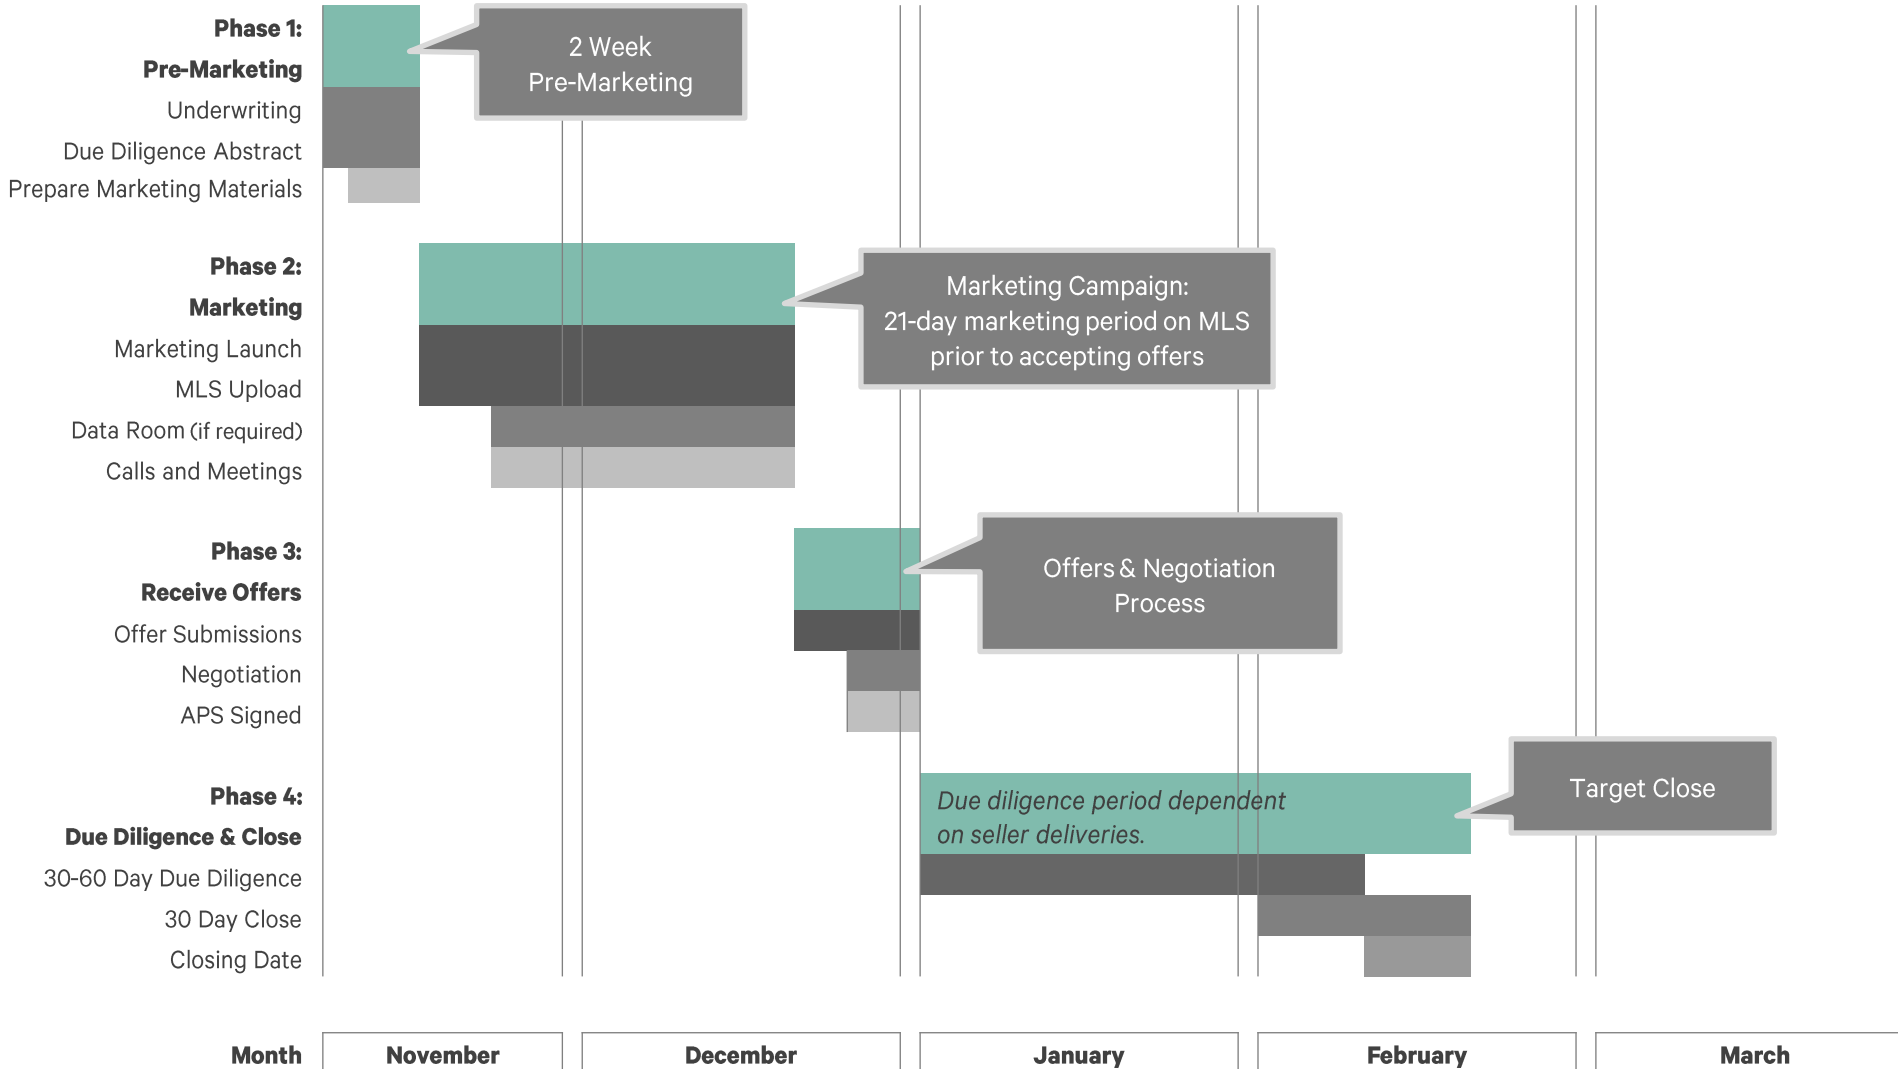 Phase 1:
Pre-Marketing
Underwriting
Due Diligence Abstract
Prepare Marketing Materials
2 Week
Pre-Marketing
Phase 2:
Marketing
Marketing Launch
MLS Upload
Data Room (if required)
Calls and Meetings
Marketing Campaign:
21-day marketing period on MLS
prior to accepting offers
Phase 3:
Receive Offers
Offer Submissions
Negotiation
APS Signed
Offers & Negotiation
Process
Phase 4:
Due Diligence & Close
30-60 Day Due Diligence
30 Day Close
Closing Date
Due diligence period dependent
on seller deliveries.
Target Close
Month
November
December
January
February
March